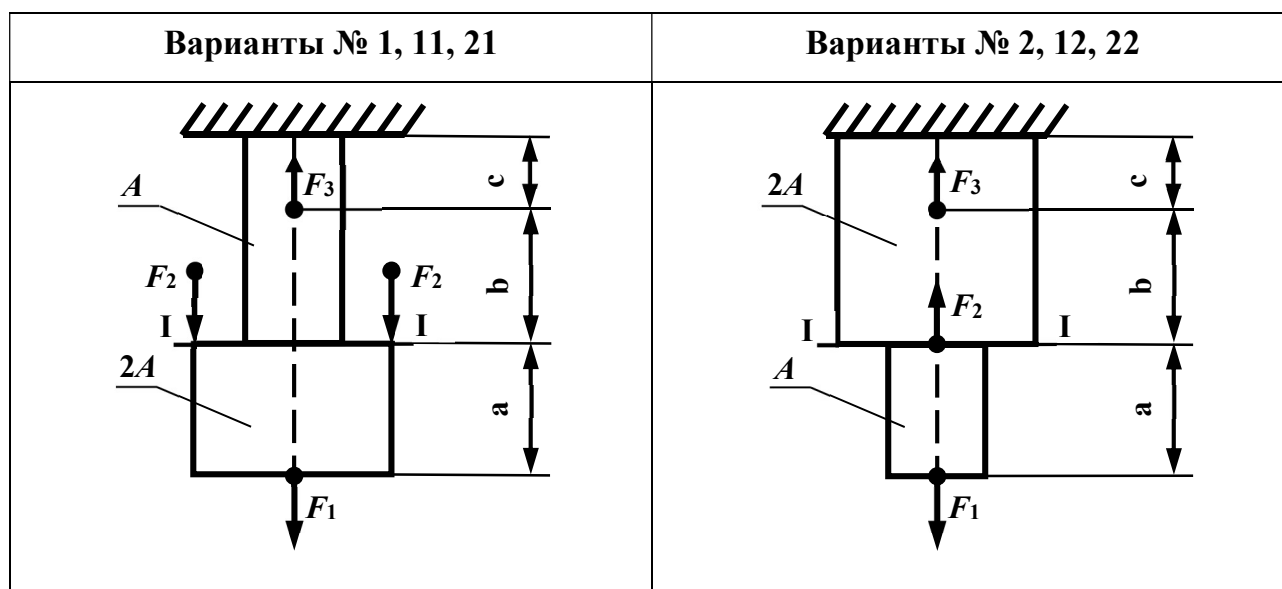 Варианты № 1, 11, 21
Варианты № 2, 12, 22
A
F3
c
F2
F2
b
I
I
2A
a
F1
2A
F3
c
F2
b
I
I
A
a
F1